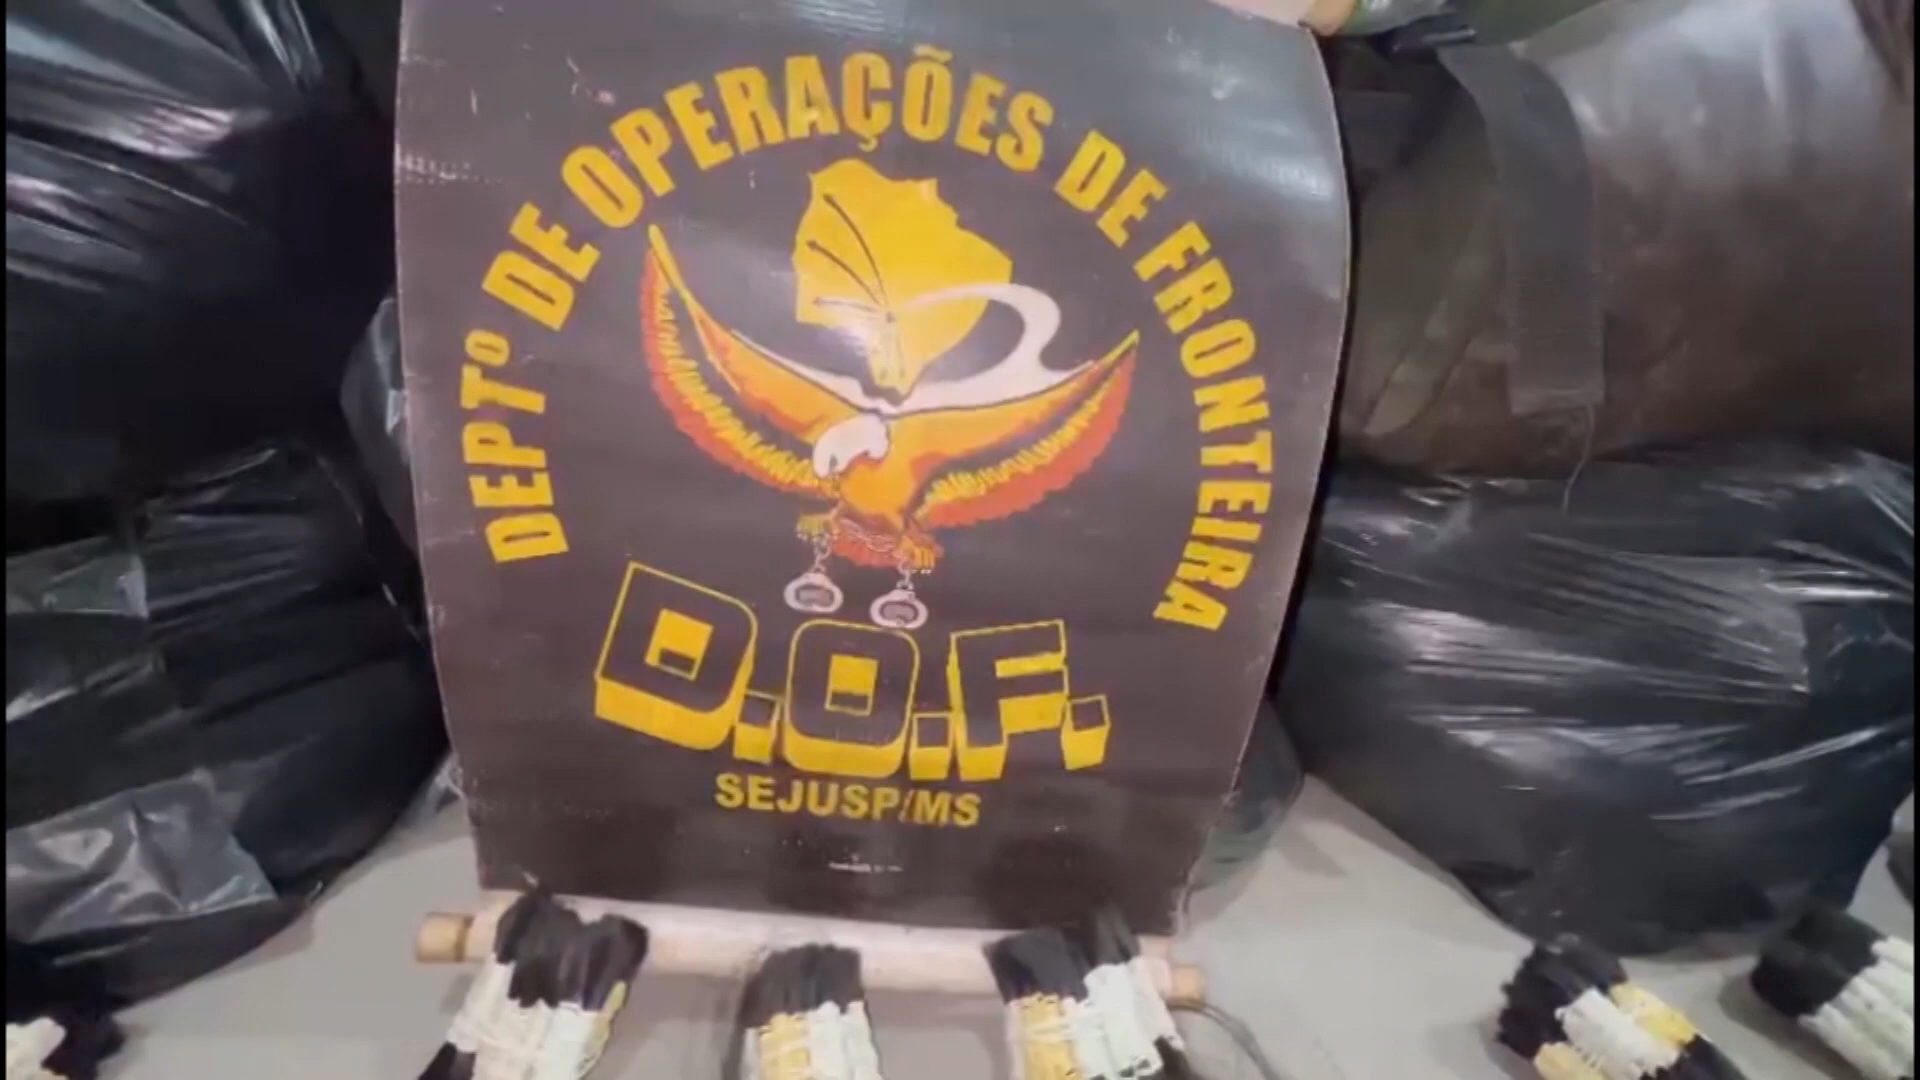 DEPTº DE OPERAÇÕES DE FRONTEIRA
D.O.F.
SEJUSP/MS